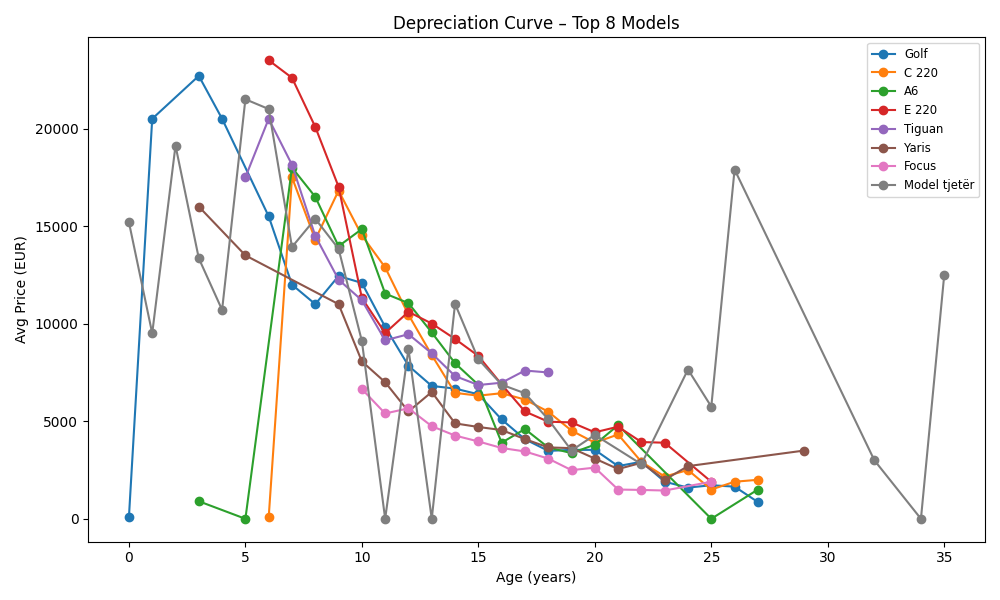 Depreciation Curve – Top 8 Models
Golf
C 220
A6
E 220
Tiguan
Yaris
Focus
Model tjetër
Avg Price (EUR)
20000
15000
10000
5000
0
0 5 10 15 20 25 30 35
Age (years)